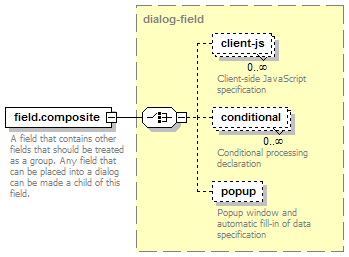 dialog-field
client-js
0..∞
Client-side JavaScript
specification
field.composite
A field that contains other
fields that should be treated
as a group. Any field that
can be placed into a dialog
can be made a child of this
field.
conditional
0..∞
Conditional processing
declaration
popup
Popup window and
automatic fill-in of data
specification